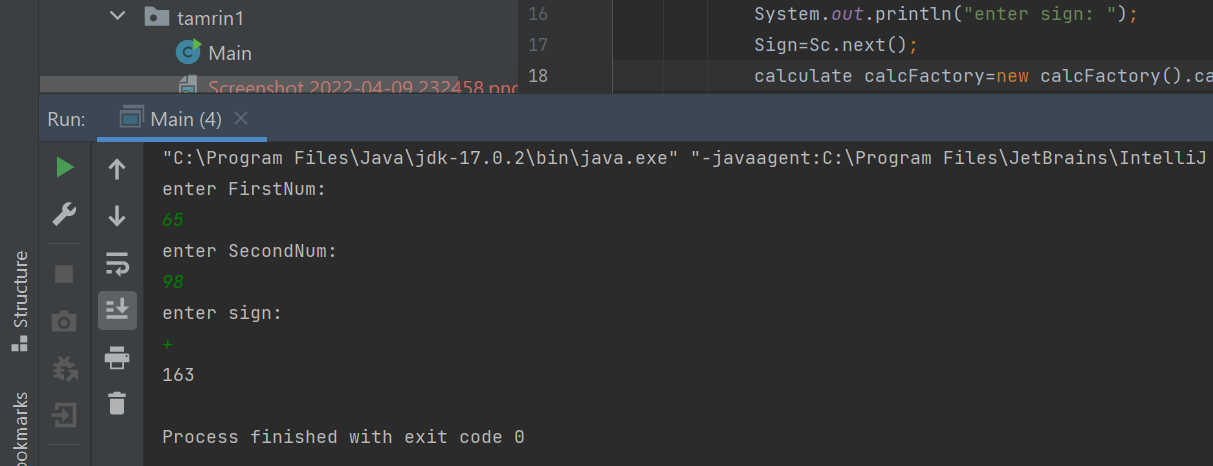 tamrin1
Main
Screenshot 2022-04-09 232458.png
16 System.out.println("enter sign: ");
17 Sign=Sc.next();
18 calculate calcFactory=new calcFactory().ca
Run: Main (4)
"C:\Program Files\Java\jdk-17.0.2\bin\java.exe" "-javaagent:C:\Program Files\JetBrains\IntelliJ
enter FirstNum:
65
enter SecondNum:
98
enter sign:
+
163
Process finished with exit code 0
Structure
ookmarks